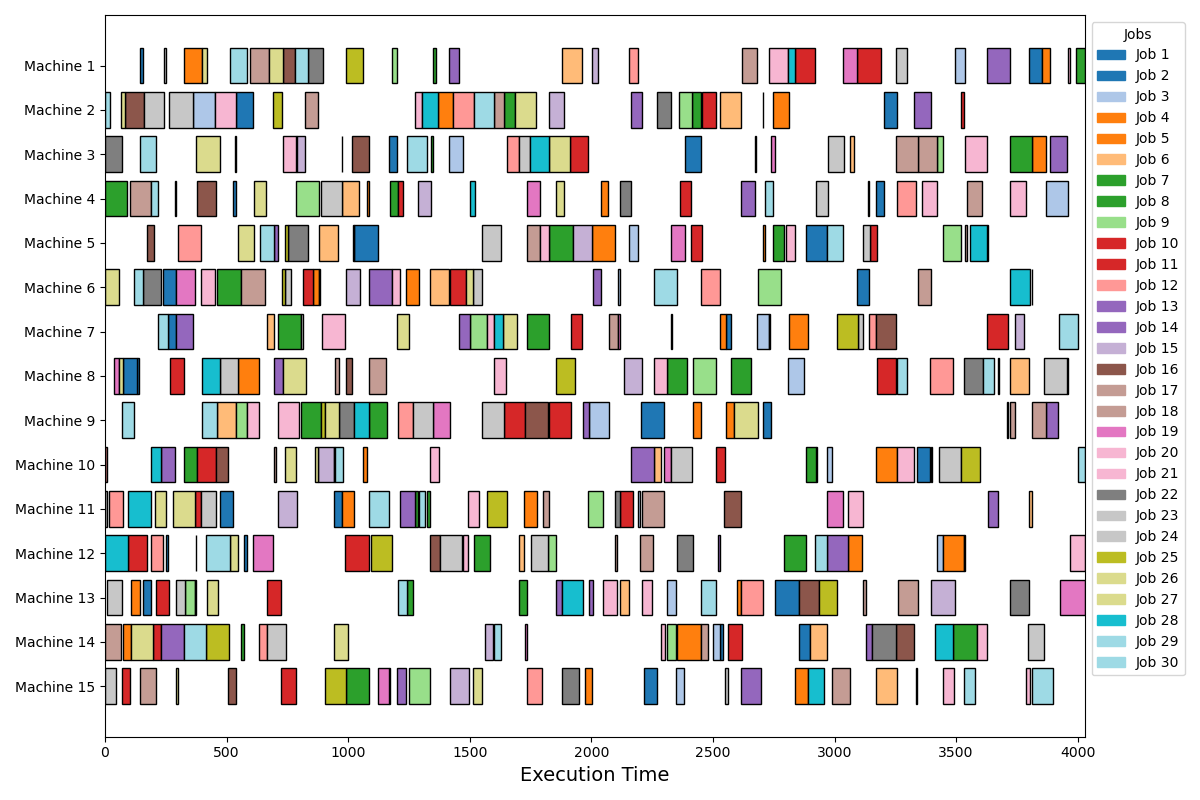 Machine 1
Machine 2
Machine 3
Machine 4
Machine 5
Machine 6
Machine 7
Machine 8
Machine 9
Machine 10
Machine 11
Machine 12
Machine 13
Machine 14
Machine 15
0 500 1000 1500 2000 2500 3000 3500 4000
Execution Time
Jobs
Job 1
Job 2
Job 3
Job 4
Job 5
Job 6
Job 7
Job 8
Job 9
Job 10
Job 11
Job 12
Job 13
Job 14
Job 15
Job 16
Job 17
Job 18
Job 19
Job 20
Job 21
Job 22
Job 23
Job 24
Job 25
Job 26
Job 27
Job 28
Job 29
Job 30